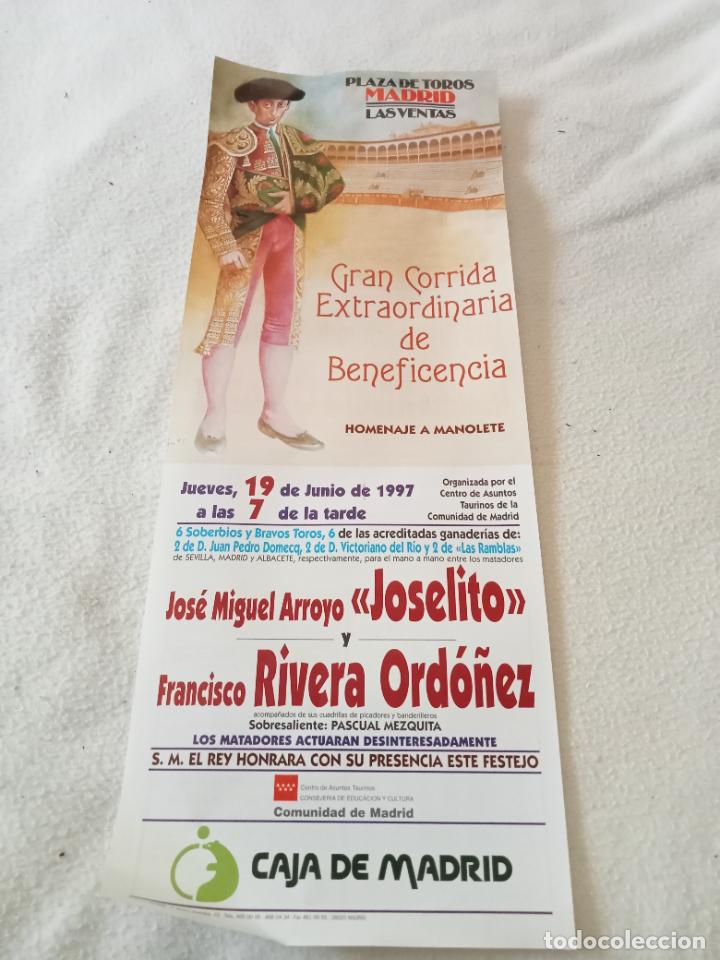 PLAZA DE TOROS
MADRID
LAS VENTAS
Gran Corrida
Extraordinaria
de
Beneficencia
HOMENAJE A MANOLETE
Jueves, 19 de Junio de 1997
a las 7 de la tarde
Organizada por el
Centro de Asuntos
Taurinos de la
Comunidad de Madrid
6 Soberbios y Bravos Toros, 6 de las acreditadas ganaderías de:
2 de D. Juan Pedro Domecq, 2 de D. Victoriano del Río y 2 de «Las Ramblas»
de SEVILLA, MADRID y ALBACETE, respectivamente, para el mano a mano entre los matadores
José Miguel Arroyo «Joselito»
y
Francisco Rivera Ordóñez
acompañados de sus cuadrillas de picadores y banderilleros
Sobresaliente: PASCUAL MEZQUITA
LOS MATADORES ACTUARAN DESINTERESADAMENTE
S. M. EL REY HONRARA CON SU PRESENCIA ESTE FESTEJO
Centro de Asuntos Taurinos
CONSEJERIA DE EDUCACION Y CULTURA
Comunidad de Madrid
CAJA DE MADRID
todocoleccion
todocoleccion.net